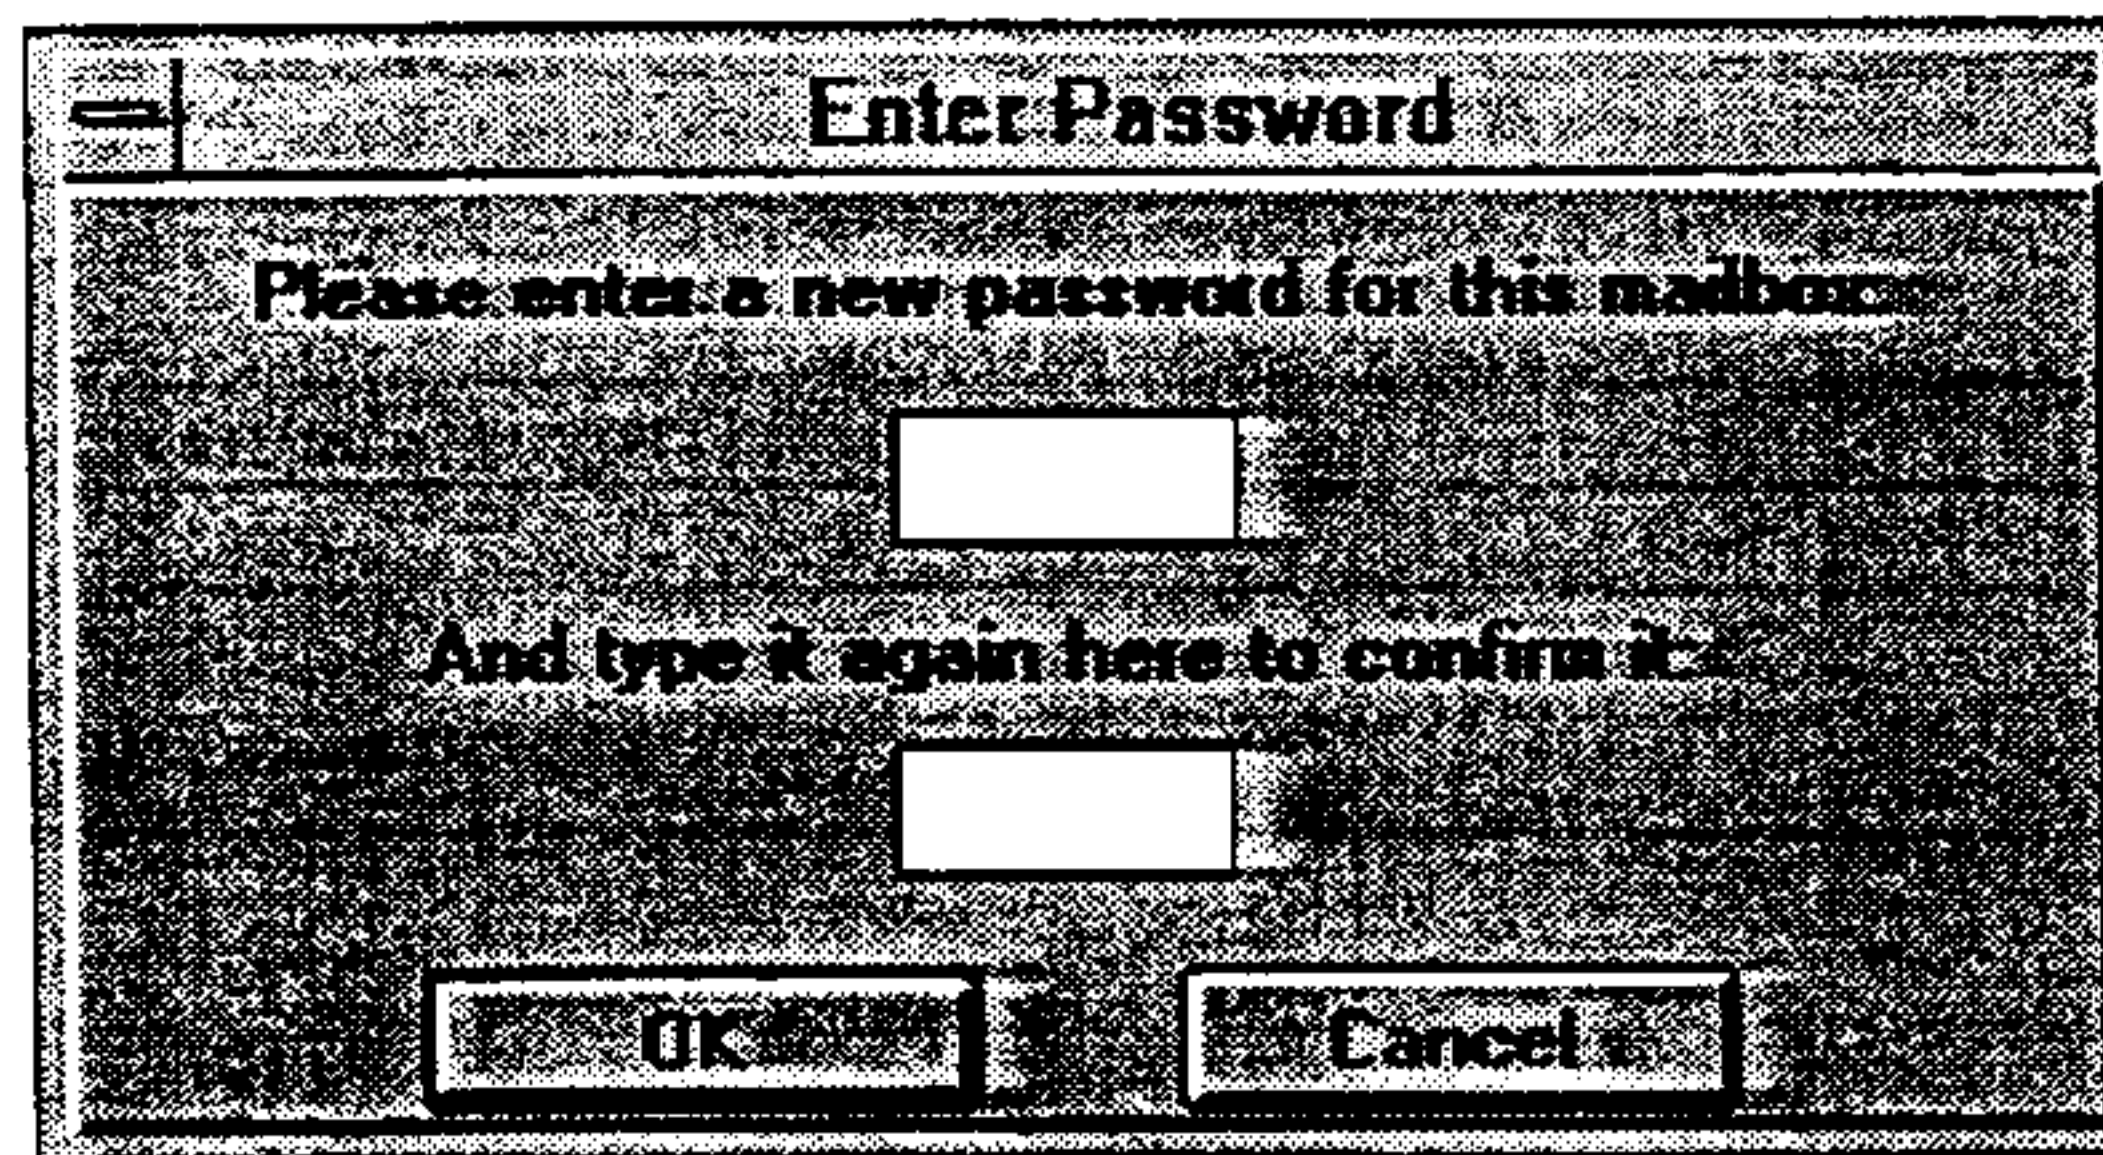 Enter Password
Please enter a new password for this mailbox:
And type it again here to confirm it:
OK
Cancel